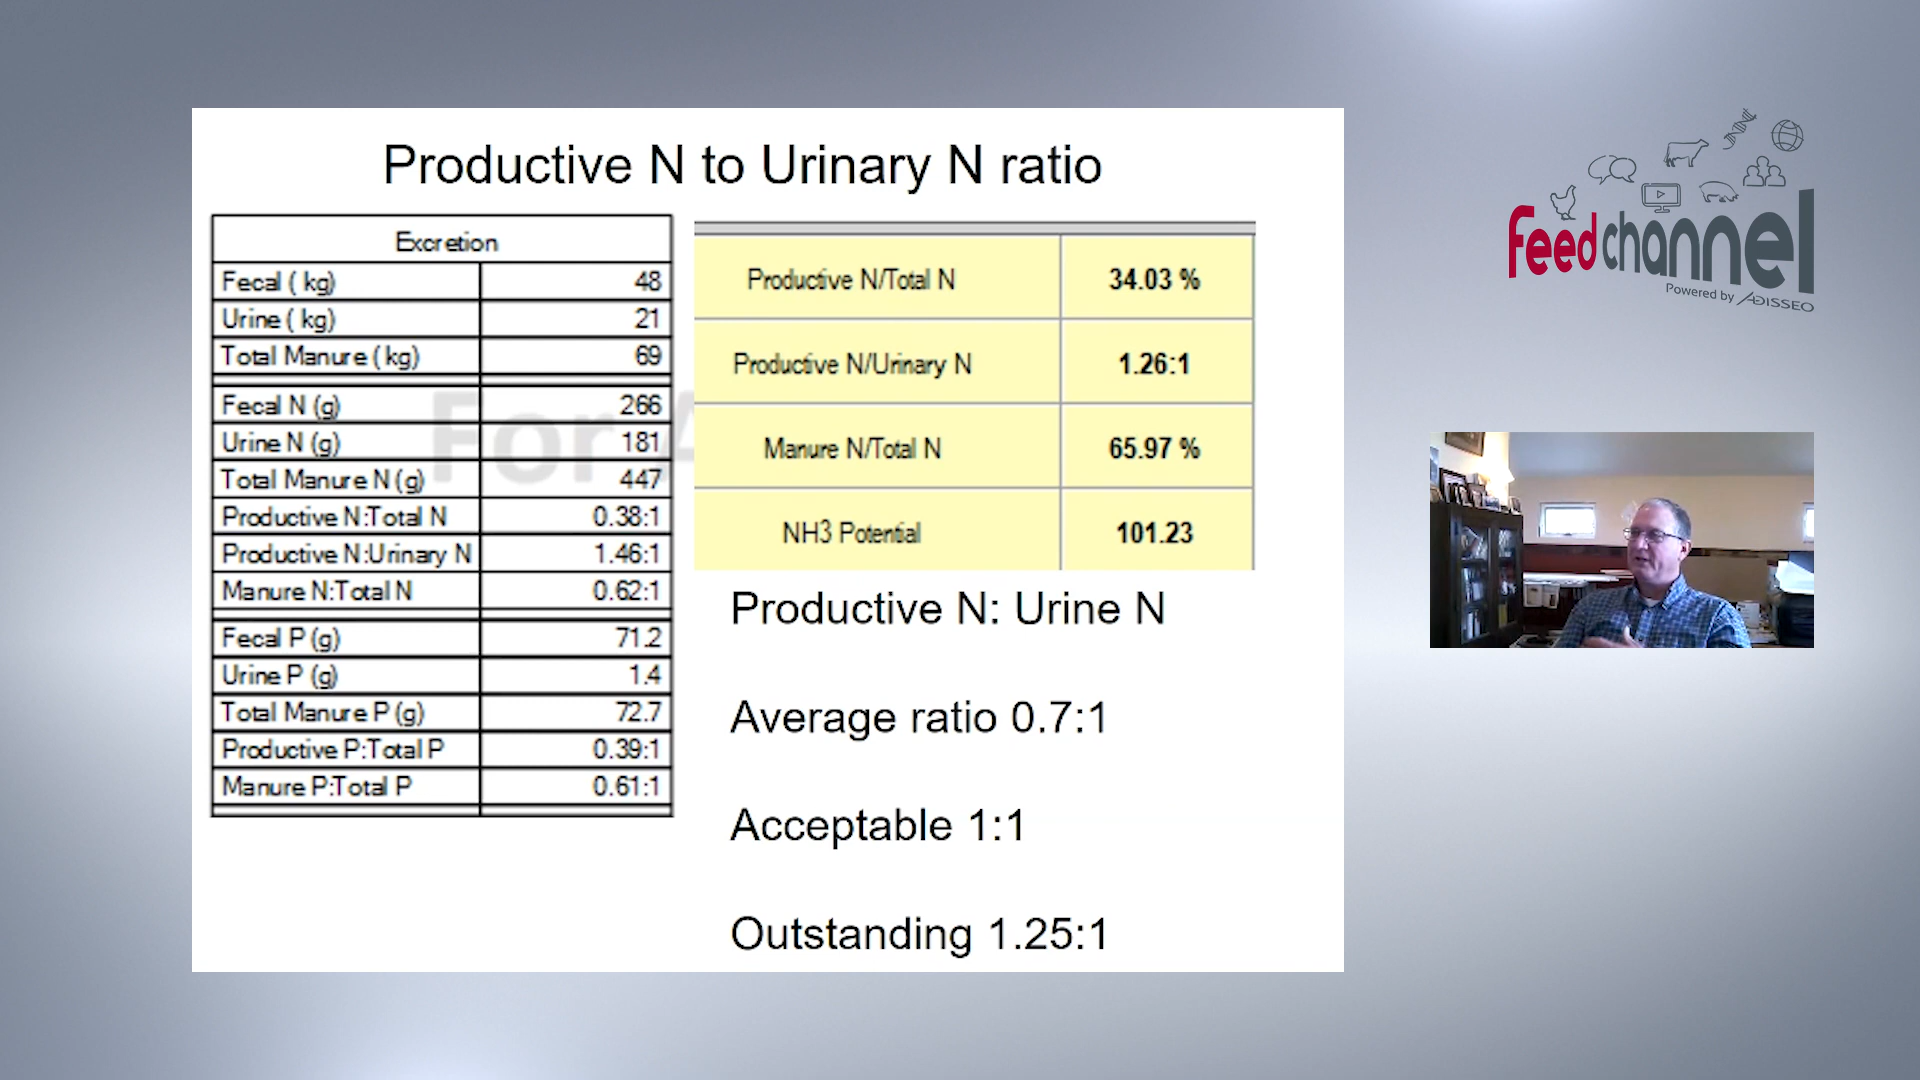 Productive N to Urinary N ratio
Excretion
Fecal ( kg) 48
Urine ( kg) 21
Total Manure ( kg) 69
Fecal N (g) 266
Urine N (g) 181
Total Manure N (g) 447
Productive N:Total N 0.38:1
Productive N:Urinary N 1.46:1
Manure N:Total N 0.62:1
Fecal P (g) 71.2
Urine P (g) 1.4
Total Manure P (g) 72.7
Productive P:Total P 0.39:1
Manure P:Total P 0.61:1
For A
Productive N/Total N 34.03 %
Productive N/Urinary N 1.26:1
Manure N/Total N 65.97 %
NH3 Potential 101.23
Productive N: Urine N
Average ratio 0.7:1
Acceptable 1:1
Outstanding 1.25:1
feedchannel
Powered by ADISSEO